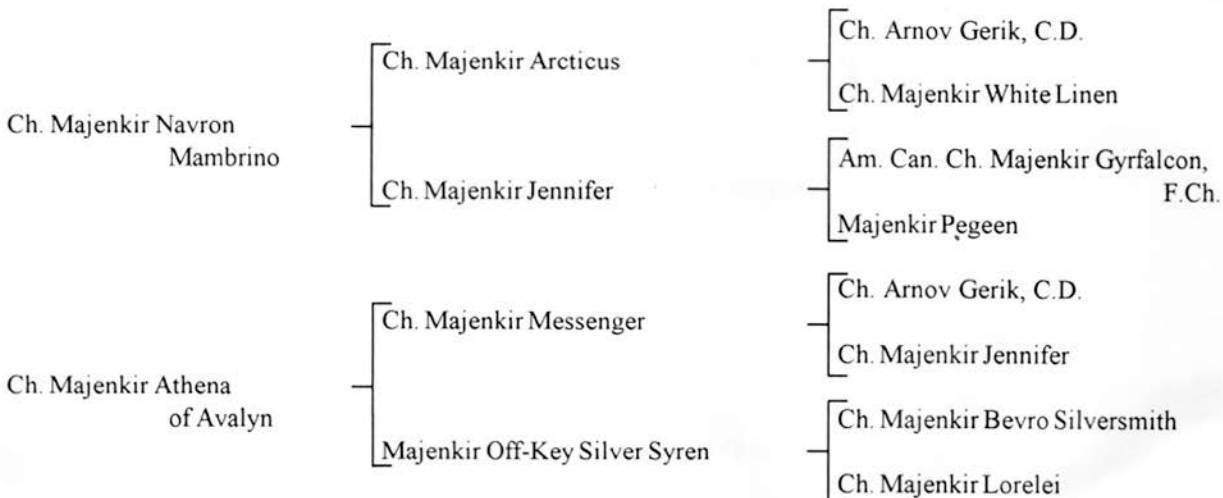 Ch. Arnov Gerik, C.D.
Ch. Majenkir Arcticus
Ch. Majenkir White Linen
Ch. Majenkir Navron
Mambrino
Am. Can. Ch. Majenkir Gyrfalcon,
F.Ch.
Ch. Majenkir Jennifer
Majenkir Pegeen
Ch. Arnov Gerik, C.D.
Ch. Majenkir Messenger
Ch. Majenkir Jennifer
Ch. Majenkir Athena
of Avalyn
Ch. Majenkir Bevro Silversmith
Majenkir Off-Key Silver Syren
Ch. Majenkir Lorelei